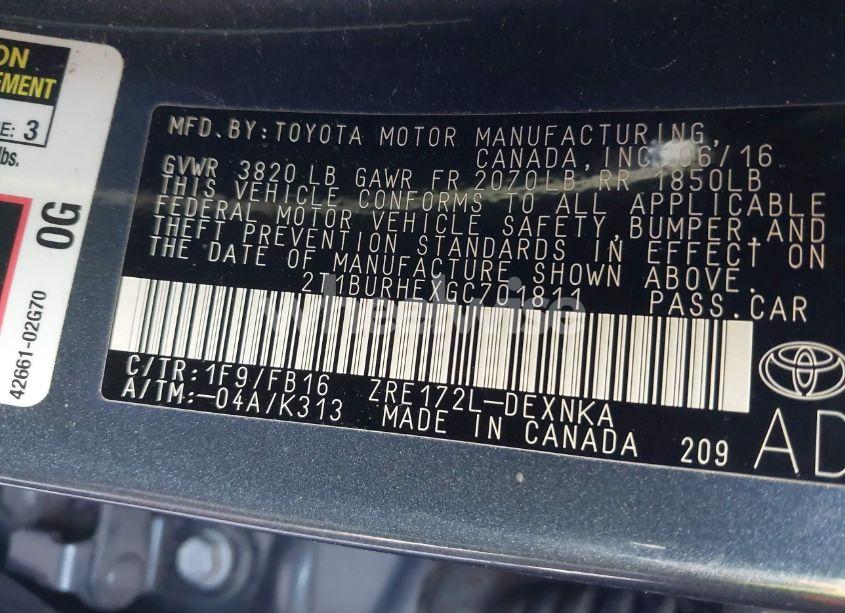 ON
EMENT
E: 3
lbs.
0G
42661-02G70
MFD. BY: TOYOTA MOTOR MANUFACTURING,
CANADA, INC. 06/16
GVWR 3820 LB GAWR FR 2070LB RR 1850LB
THIS VEHICLE CONFORMS TO ALL APPLICABLE
FEDERAL MOTOR VEHICLE SAFETY, BUMPER, AND
THEFT PREVENTION STANDARDS IN EFFECT ON
THE DATE OF MANUFACTURE SHOWN ABOVE.
2T1BURHEXGC701811 PASS.CAR
wheelwise
C/TR: 1F9/FB16 ZRE172L-DEXNKA
A/TM: -04A/K313 MADE IN CANADA 209
AD